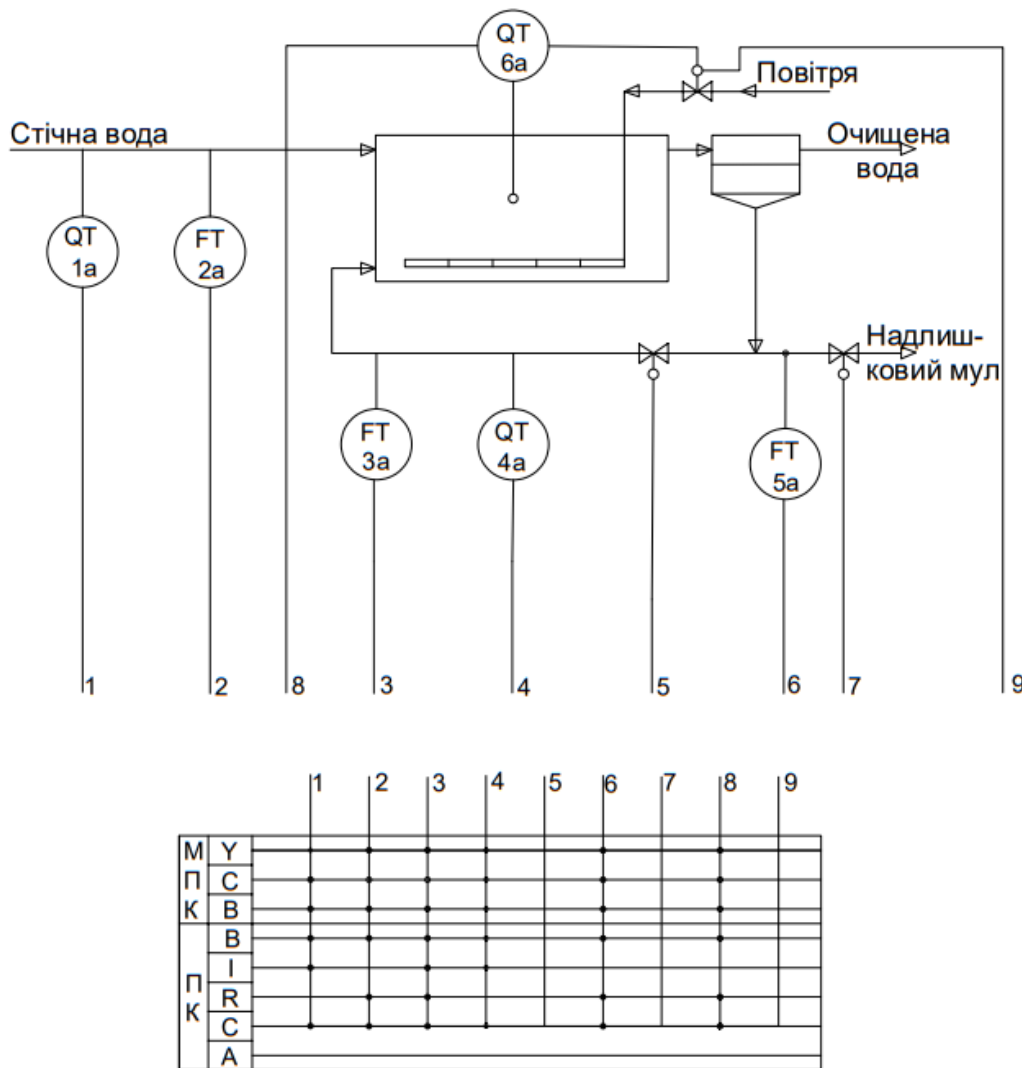 QT
6a
Повітря
Стічна вода
Очищена
вода
QT
1a
FT
2a
Надлиш-
ковий мул
FT
3a
QT
4a
FT
5a
1
2
8
3
4
5
6
7
9
1
2
3
4
5
6
7
8
9
М
П
К
Y
C
B
П
К
B
I
R
C
A